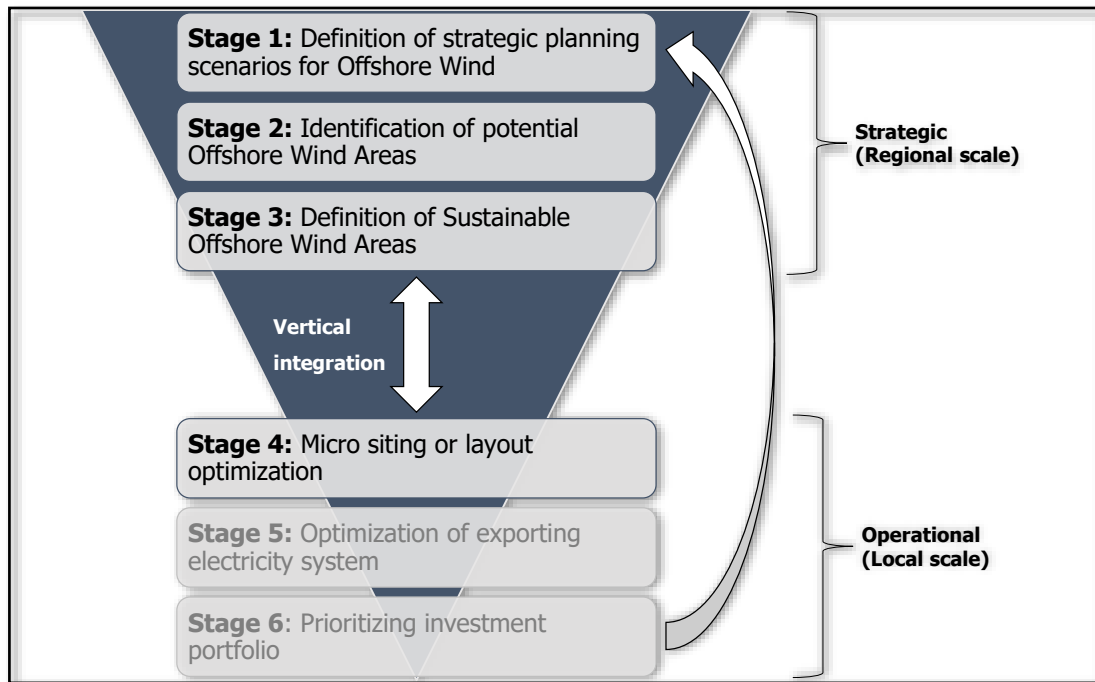 Stage 1: Definition of strategic planning
scenarios for Offshore Wind
Stage 2: Identification of potential
Offshore Wind Areas
Strategic
(Regional scale)
Stage 3: Definition of Sustainable
Offshore Wind Areas
Vertical
integration
Stage 4: Micro siting or layout
optimization
Stage 5: Optimization of exporting
electricity system
Operational
(Local scale)
Stage 6: Prioritizing investment
portfolio